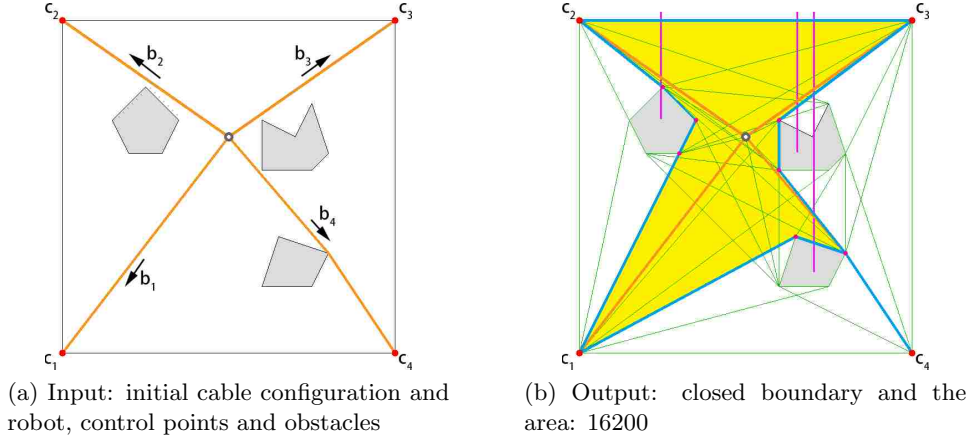 c2
c3
b2
b3
b4
b1
c1
c4
c2
c3
c1
c4
(a) Input: initial cable configuration and
robot, control points and obstacles
(b) Output: closed boundary and the
area: 16200